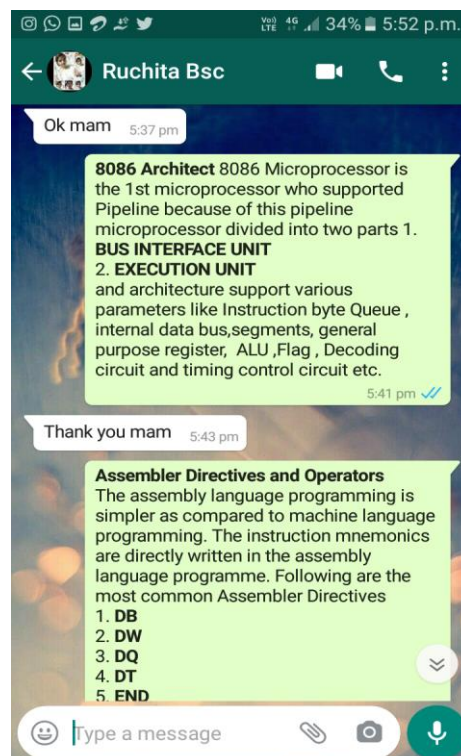 Vo)) LTE 4G 34% 5:52 p.m.
Ruchita Bsc
Ok mam 5:37 pm
8086 Architect 8086 Microprocessor is
the 1st microprocessor who supported
Pipeline because of this pipeline
microprocessor divided into two parts 1.
BUS INTERFACE UNIT
2. EXECUTION UNIT
and architecture support various
parameters like Instruction byte Queue ,
internal data bus,segments, general
purpose register, ALU ,Flag , Decoding
circuit and timing control circuit etc.
5:41 pm
Thank you mam 5:43 pm
Assembler Directives and Operators
The assembly language programming is
simpler as compared to machine language
programming. The instruction mnemonics
are directly written in the assembly
language programme. Following are the
most common Assembler Directives
1. DB
2. DW
3. DQ
4. DT
5. END
Type a message